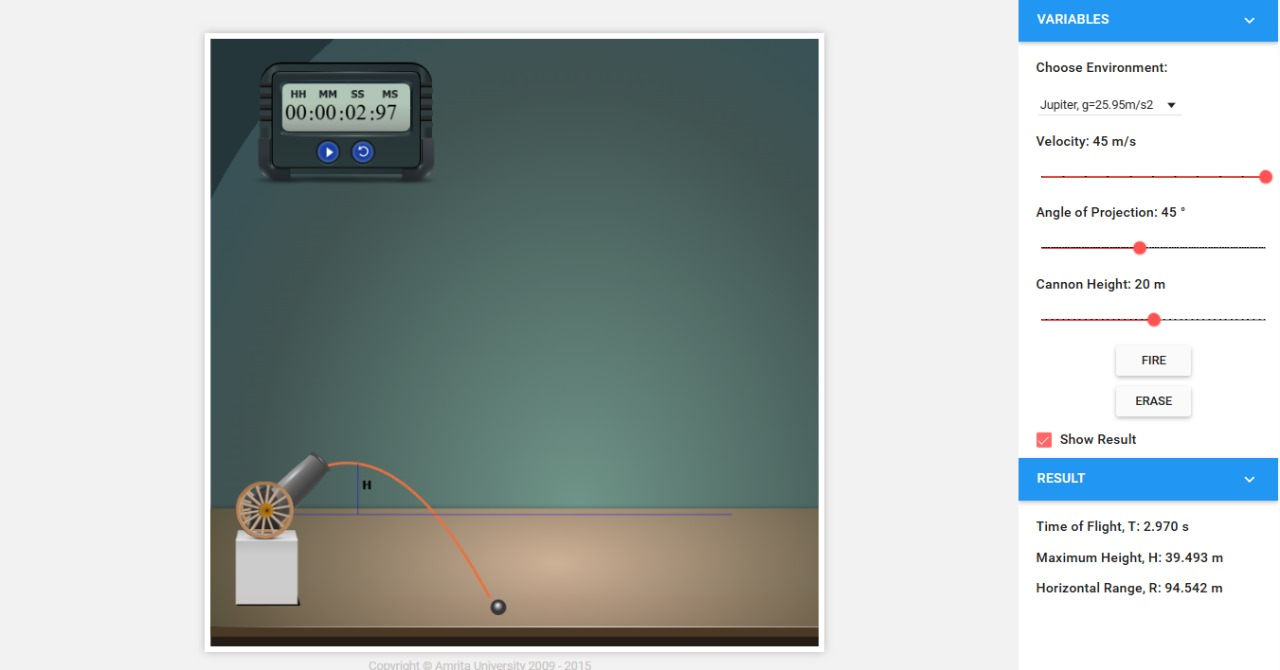 HH MM SS MS
00:00:02:97
H
Copyright © Amrita University 2009 - 2015
VARIABLES
Choose Environment:
Jupiter, g=25.95m/s2
Velocity: 45 m/s
Angle of Projection: 45 °
Cannon Height: 20 m
FIRE
ERASE
Show Result
RESULT
Time of Flight, T: 2.970 s
Maximum Height, H: 39.493 m
Horizontal Range, R: 94.542 m